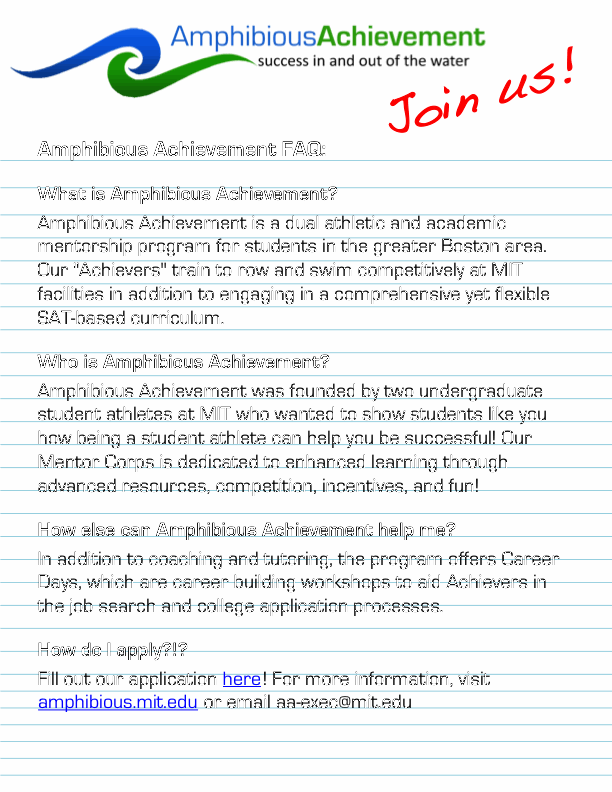 AmphibiousAchievement
success in and out of the water
Join us!
Amphibious Achievement FAQ:
What is Amphibious Achievement?
Amphibious Achievement is a dual athletic and academic
mentorship program for students in the greater Boston area.
Our "Achievers" train to row and swim competitively at MIT
facilities in addition to engaging in a comprehensive yet flexible
SAT-based curriculum.
Who is Amphibious Achievement?
Amphibious Achievement was founded by two undergraduate
student athletes at MIT who wanted to show students like you
how being a student athlete can help you be successful! Our
Mentor Corps is dedicated to enhanced learning through
advanced resources, competition, incentives, and fun!
How else can Amphibious Achievement help me?
In addition to coaching and tutoring, the program offers Career
Days, which are career building workshops to aid Achievers in
the job search and college application processes.
How do I apply?!?
Fill out our application here! For more information, visit
amphibious.mit.edu or email aa-exec@mit.edu